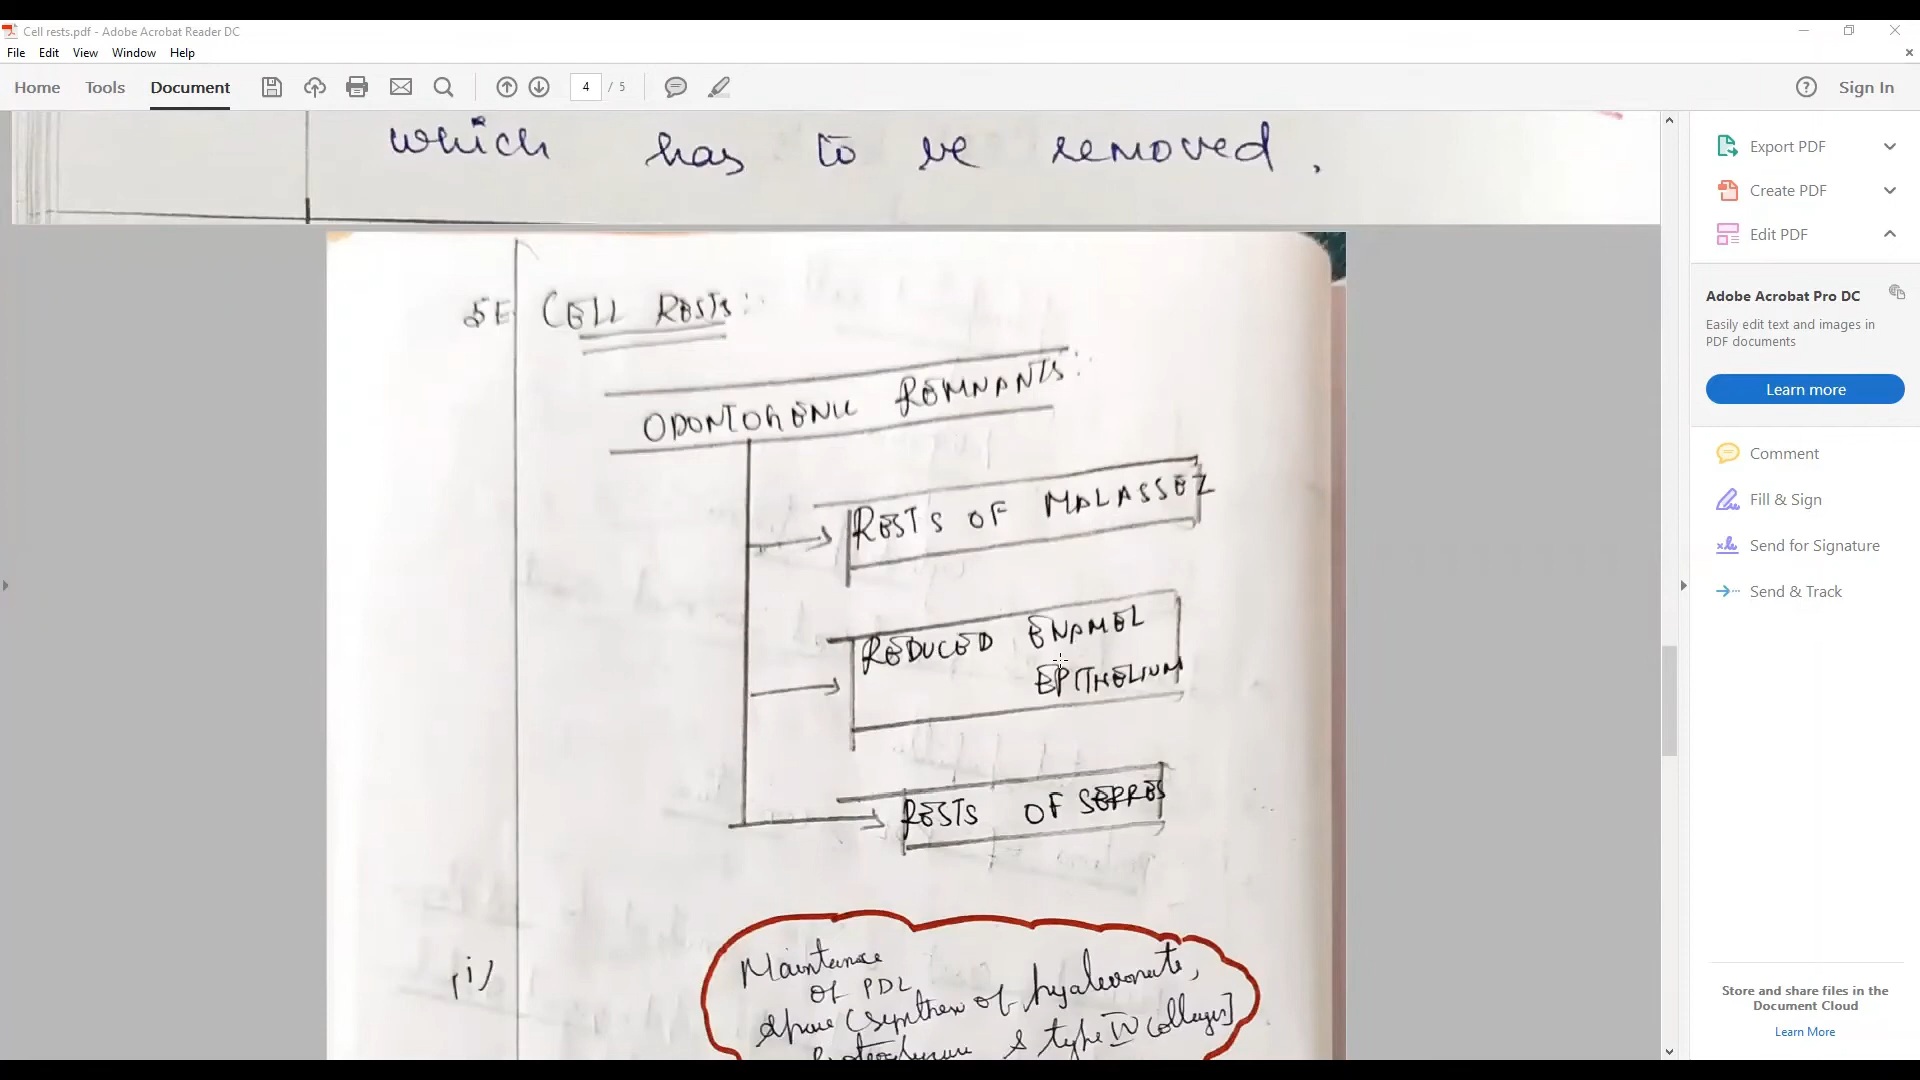 Cell rests.pdf - Adobe Acrobat Reader DC
File Edit View Window Help
Home Tools Document 4 / 5 Sign In
which has to be removed.
CELL RESTS:
ODONTOGENIC REMNANTS:
RESTS OF MALASSEZ
REDUCED ENAMEL
EPITHELIUM
RESTS OF SERRES
(i)
Maintenance
of PDL
space (synthesis of hyaluronate,
& type IV collagen]
Export PDF
Create PDF
Edit PDF
Adobe Acrobat Pro DC
Easily edit text and images in
PDF documents
Learn more
Comment
Fill & Sign
Send for Signature
Send & Track
Store and share files in the
Document Cloud
Learn More